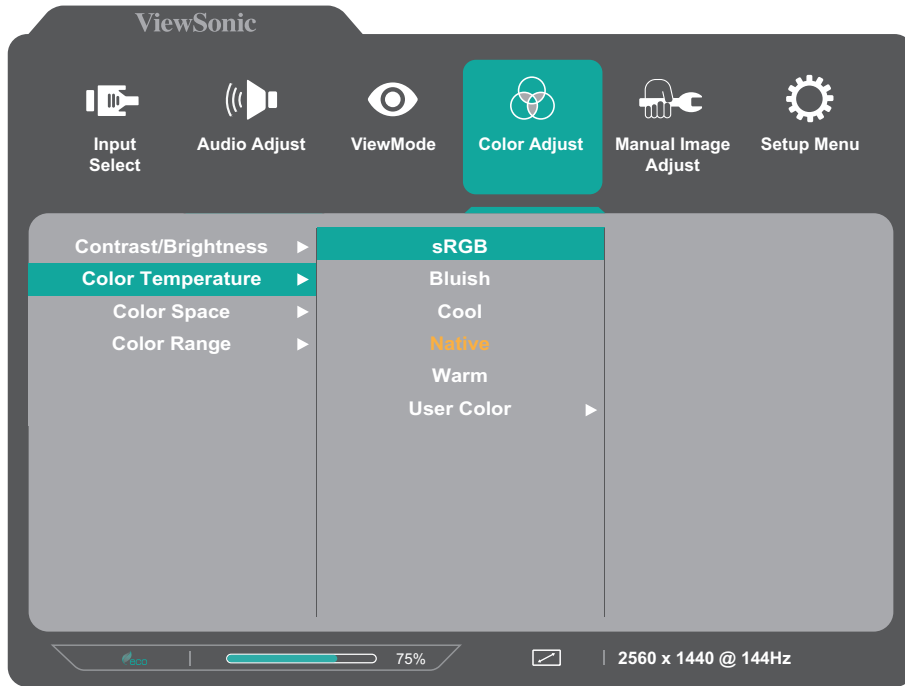 ViewSonic
Input
Select
Audio Adjust
ViewMode
Color Adjust
Manual Image
Adjust
Setup Menu
Contrast/Brightness
Color Temperature
Color Space
Color Range
sRGB
Bluish
Cool
Native
Warm
User Color
eco
75%
2560 x 1440 @ 144Hz